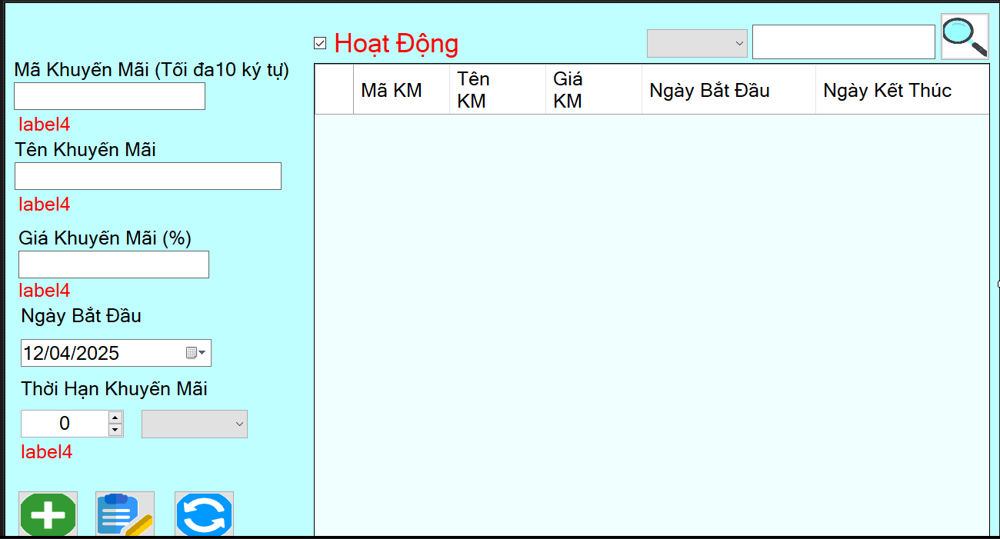 Mã Khuyến Mãi (Tối đa10 ký tự)
label4
Tên Khuyến Mãi
label4
Giá Khuyến Mãi (%)
label4
Ngày Bắt Đầu
12/04/2025
Thời Hạn Khuyến Mãi
0
label4
Hoạt Động
Mã KM
Tên
KM
Giá
KM
Ngày Bắt Đầu
Ngày Kết Thúc